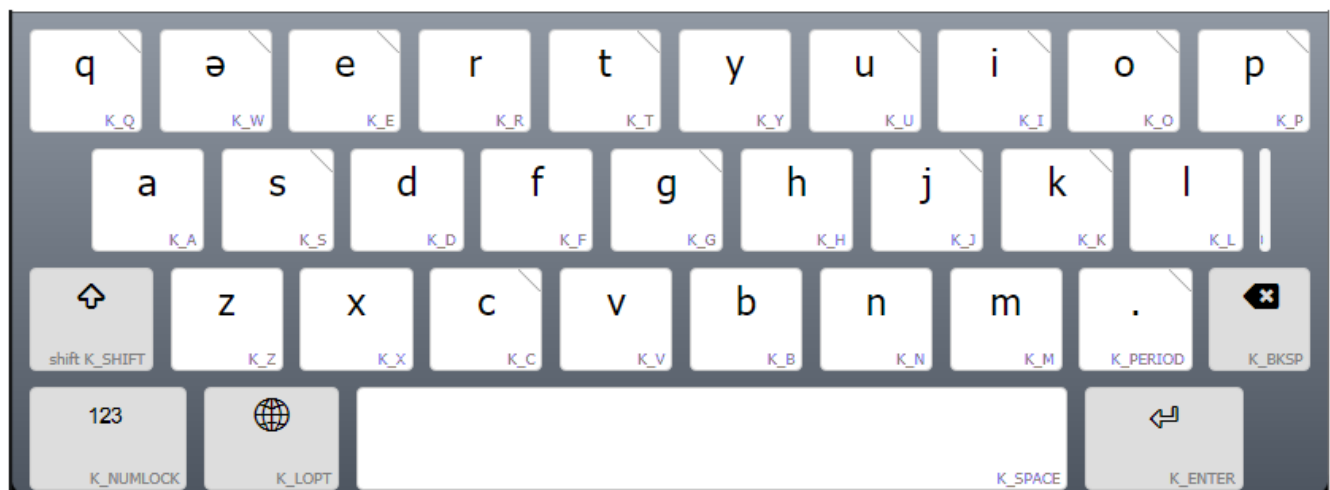 q ə e r t y u i o p
K_Q K_W K_E K_R K_T K_Y K_U K_I K_O K_P
a s d f g h j k l
K_A K_S K_D K_F K_G K_H K_J K_K K_L
z x c v b n m .
shift K_SHIFT K_Z K_X K_C K_V K_B K_N K_M K_PERIOD K_BKSP
123
K_NUMLOCK K_LOPT K_SPACE K_ENTER